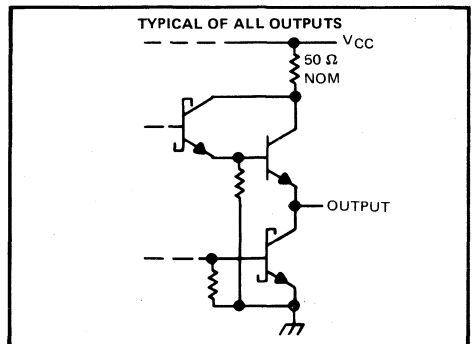 TYPICAL OF ALL OUTPUTS
VCC
50 Ω
NOM
OUTPUT